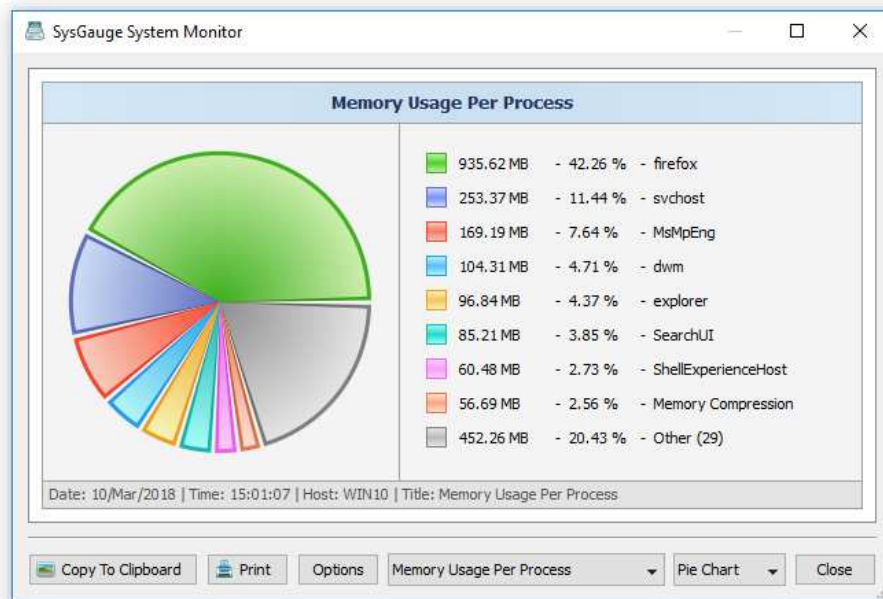 SysGauge System Monitor
Memory Usage Per Process
935.62 MB - 42.26 % - firefox
253.37 MB - 11.44 % - svchost
169.19 MB - 7.64 % - MsMpEng
104.31 MB - 4.71 % - dwm
96.84 MB - 4.37 % - explorer
85.21 MB - 3.85 % - SearchUI
60.48 MB - 2.73 % - ShellExperienceHost
56.69 MB - 2.56 % - Memory Compression
452.26 MB - 20.43 % - Other (29)
Date: 10/Mar/2018 | Time: 15:01:07 | Host: WIN10 | Title: Memory Usage Per Process
Copy To Clipboard Print Options Memory Usage Per Process Pie Chart Close